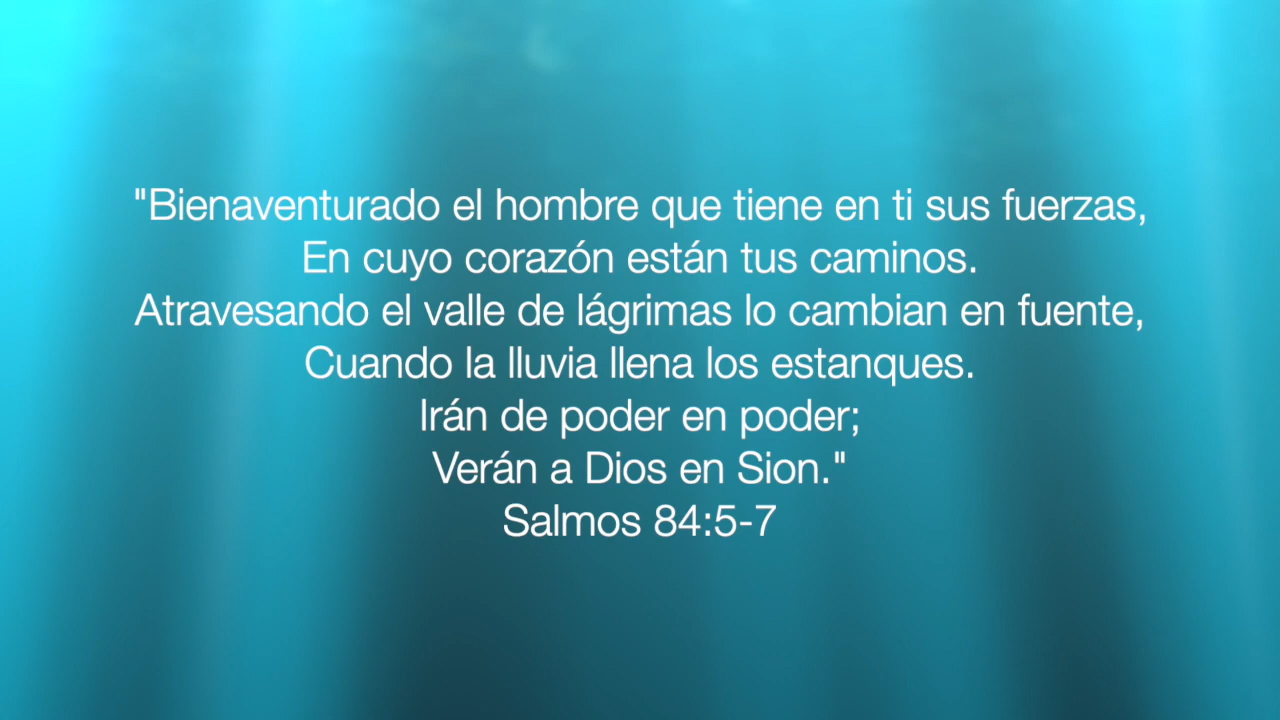 "Bienaventurado el hombre que tiene en ti sus fuerzas,
En cuyo corazón están tus caminos.
Atravesando el valle de lágrimas lo cambian en fuente,
Cuando la lluvia llena los estanques.
Irán de poder en poder;
Verán a Dios en Sion."
Salmos 84:5-7